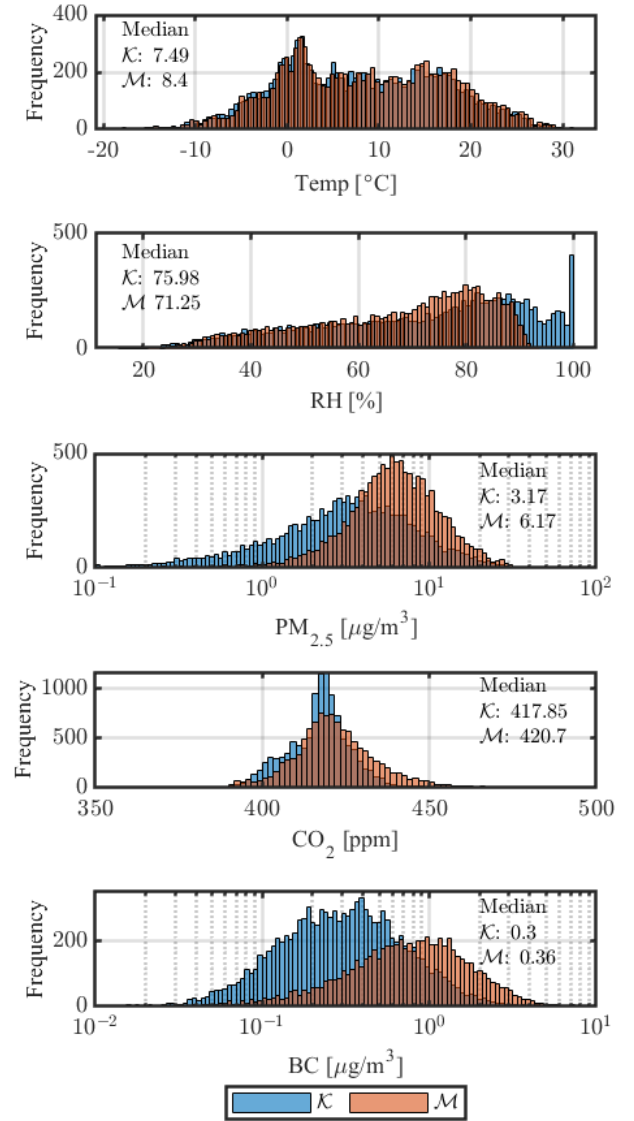 400
200
0
Frequency
Median
𝒦: 7.49
ℳ: 8.4
-20 -10 0 10 20 30
Temp [°C]
500
0
Frequency
Median
𝒦: 75.98
ℳ 71.25
20 40 60 80 100
RH [%]
500
0
Frequency
Median
𝒦: 3.17
ℳ: 6.17
10⁻¹ 10⁰ 10¹ 10²
PM₂.₅ [μg/m³]
1000
500
0
Frequency
Median
𝒦: 417.85
ℳ: 420.7
350 400 450 500
CO₂ [ppm]
200
0
Frequency
Median
𝒦: 0.3
ℳ: 0.36
10⁻² 10⁻¹ 10⁰ 10¹
BC [μg/m³]
𝒦 ℳ